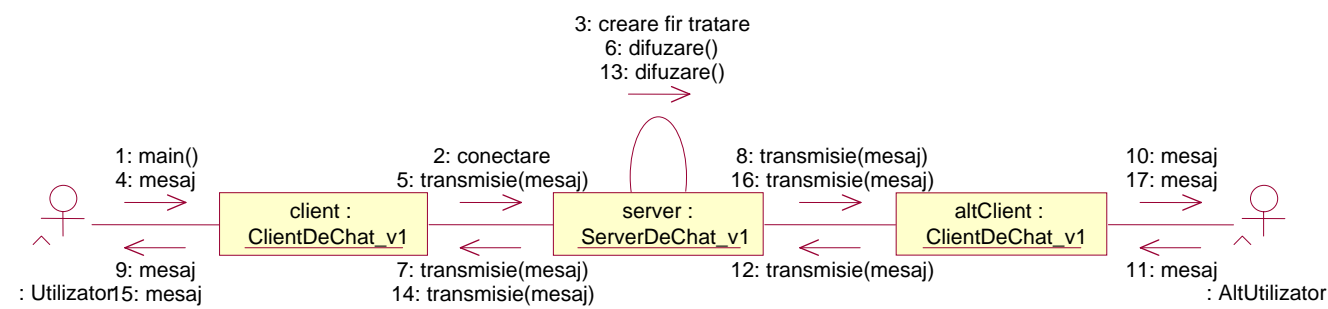 3: creare fir tratare
6: difuzare()
13: difuzare()
1: main()
4: mesaj
2: conectare
5: transmisie(mesaj)
8: transmisie(mesaj)
16: transmisie(mesaj)
10: mesaj
17: mesaj
client :
ClientDeChat_v1
server :
ServerDeChat_v1
altClient :
ClientDeChat_v1
9: mesaj
15: mesaj
7: transmisie(mesaj)
14: transmisie(mesaj)
12: transmisie(mesaj)
11: mesaj
: Utilizator
: AltUtilizator